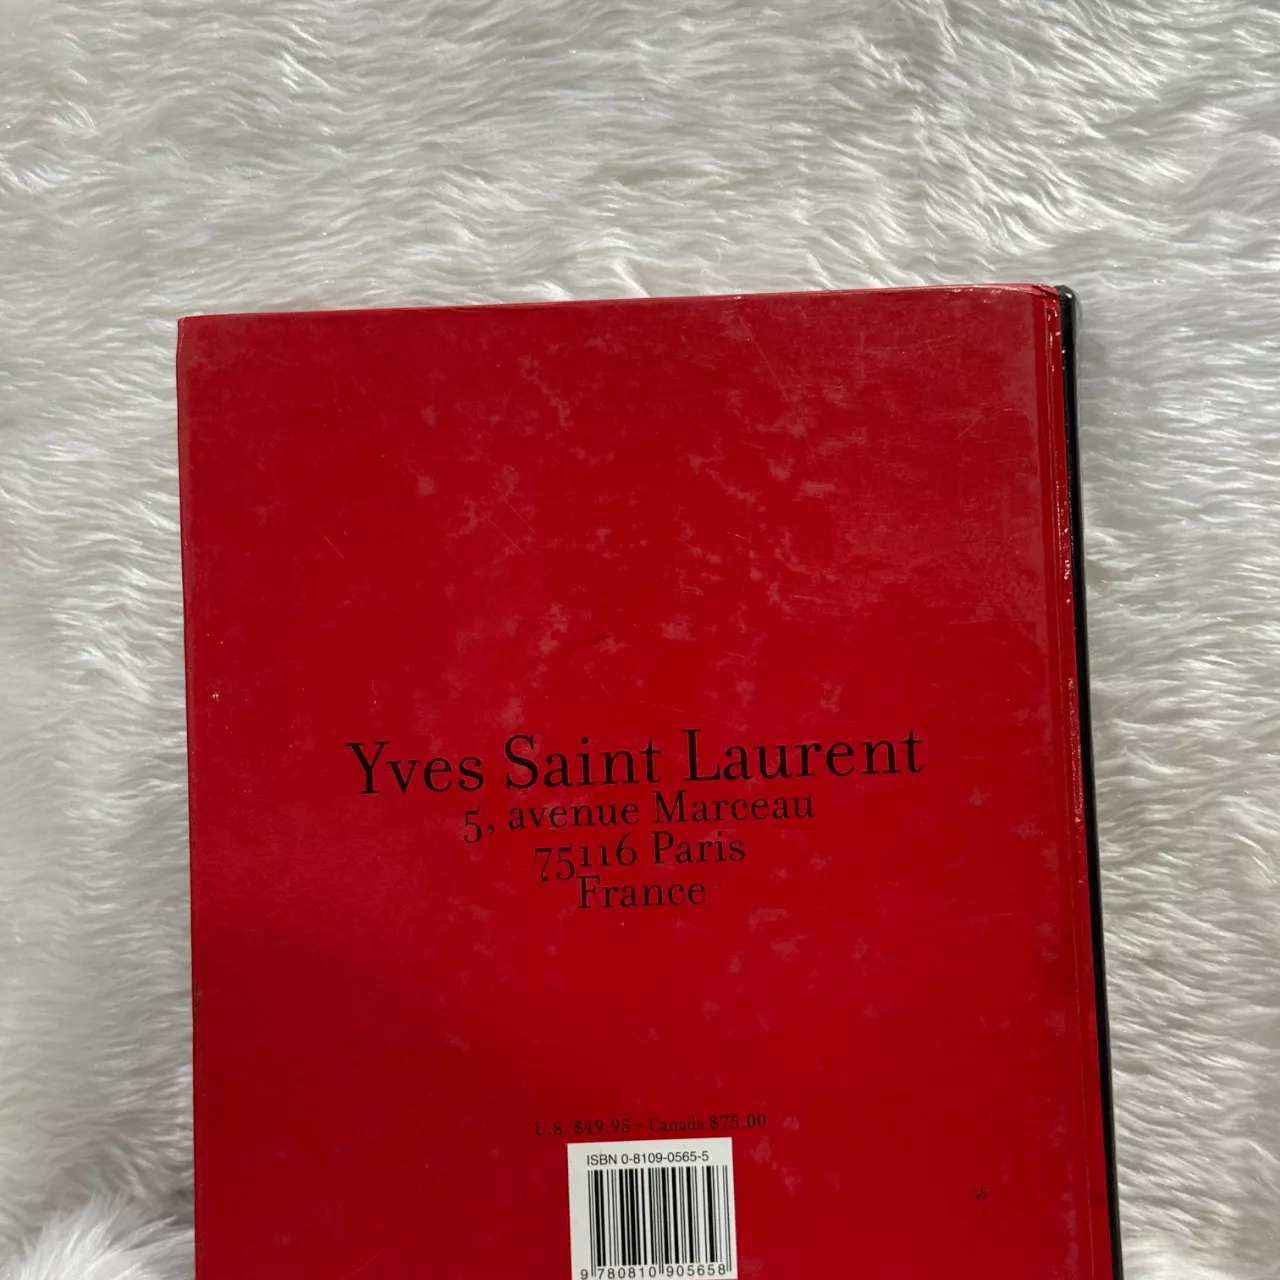 Yves Saint Laurent
5, avenue Marceau
75116 Paris
France
U.S. $49.95 - Canada $75.00
ISBN 0-8109-0565-5
9 780810 905658